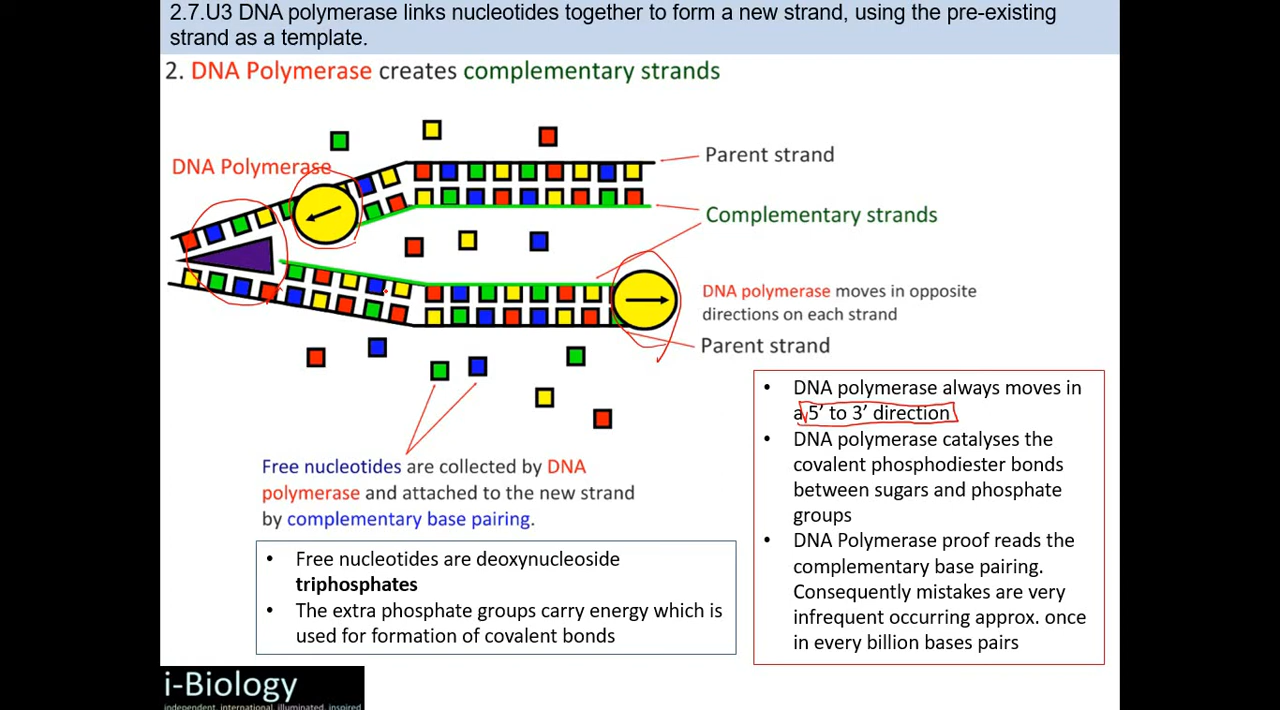 2.7.U3 DNA polymerase links nucleotides together to form a new strand, using the pre-existing
strand as a template.
2. DNA Polymerase creates complementary strands
DNA Polymerase
Parent strand
Complementary strands
DNA polymerase moves in opposite
directions on each strand
Parent strand
Free nucleotides are collected by DNA
polymerase and attached to the new strand
by complementary base pairing.
• Free nucleotides are deoxynucleoside
triphosphates
• The extra phosphate groups carry energy which is
used for formation of covalent bonds
• DNA polymerase always moves in
a 5’ to 3’ direction
• DNA polymerase catalyses the
covalent phosphodiester bonds
between sugars and phosphate
groups
• DNA Polymerase proof reads the
complementary base pairing.
Consequently mistakes are very
infrequent occurring approx. once
in every billion bases pairs
i-Biology
independent, international, illuminated, inspired